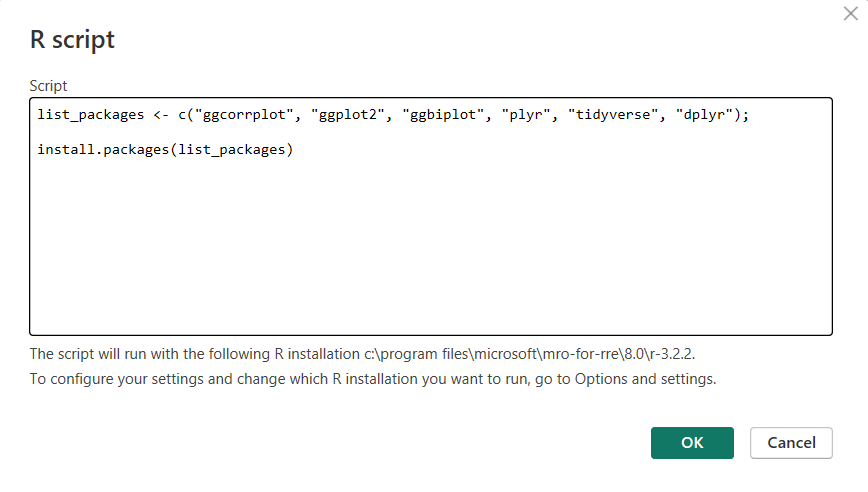 R script
Script
list_packages <- c("ggcorrplot", "ggplot2", "ggbiplot", "plyr", "tidyverse", "dplyr");
install.packages(list_packages)
The script will run with the following R installation c:\program files\microsoft\mro-for-rre\8.0\r-3.2.2.
To configure your settings and change which R installation you want to run, go to Options and settings.
OK Cancel